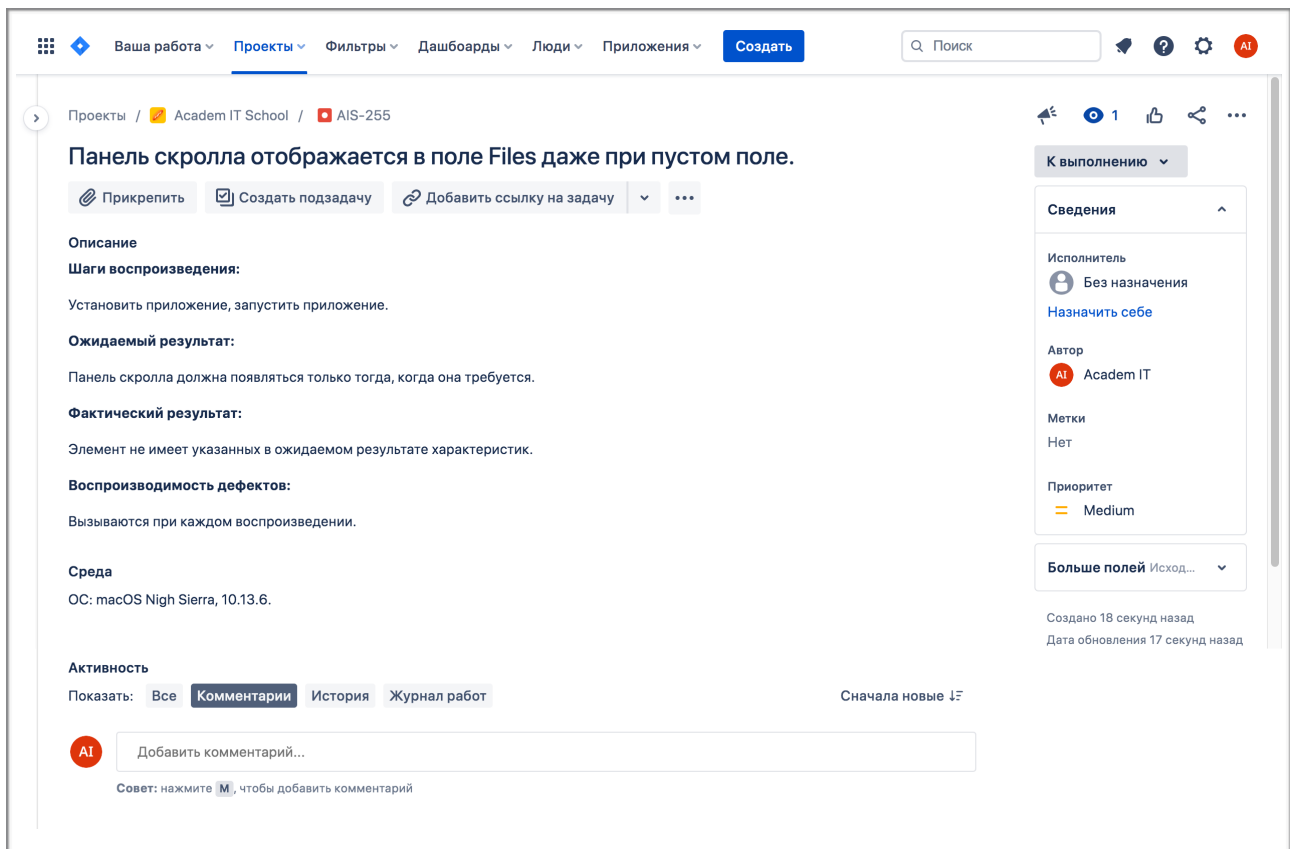 Ваша работа Проекты Фильтры Дашборды Люди Приложения Создать Поиск AI
Проекты / Academ IT School / AIS-255 1
Панель скролла отображается в поле Files даже при пустом поле.
К выполнению
Прикрепить Создать подзадачу Добавить ссылку на задачу
Сведения
Описание
Шаги воспроизведения:
Исполнитель
Без назначения
Установить приложение, запустить приложение.
Назначить себе
Ожидаемый результат:
Автор
Панель скролла должна появляться только тогда, когда она требуется.
AI Academ IT
Фактический результат:
Метки
Нет
Элемент не имеет указанных в ожидаемом результате характеристик.
Воспроизводимость дефектов:
Приоритет
Medium
Вызываются при каждом воспроизведении.
Больше полей Исход...
Среда
ОС: macOS Nigh Sierra, 10.13.6.
Создано 18 секунд назад
Дата обновления 17 секунд назад
Активность
Показать: Все Комментарии История Журнал работ Сначала новые
AI Добавить комментарий...
Совет: нажмите M , чтобы добавить комментарий